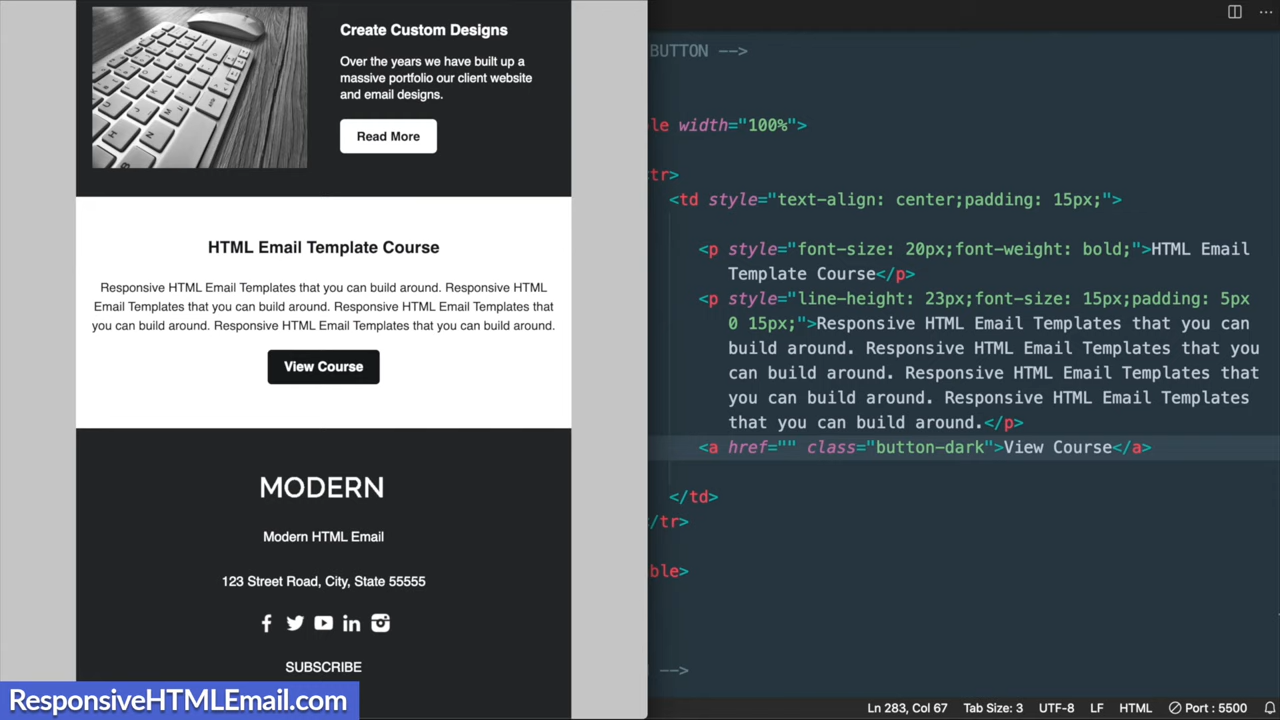 Create Custom Designs
Over the years we have built up a
massive portfolio our client website
and email designs.
Read More
HTML Email Template Course
Responsive HTML Email Templates that you can build around. Responsive HTML
Email Templates that you can build around. Responsive HTML Email Templates that
you can build around. Responsive HTML Email Templates that you can build around.
View Course
MODERN
Modern HTML Email
123 Street Road, City, State 55555
SUBSCRIBE
ResponsiveHTMLEmail.com
BUTTON -->
le width="100%">
tr>
<td style="text-align: center;padding: 15px;">
<p style="font-size: 20px;font-weight: bold;">HTML Email
Template Course</p>
<p style="line-height: 23px;font-size: 15px;padding: 5px
0 15px;">Responsive HTML Email Templates that you can
build around. Responsive HTML Email Templates that you
can build around. Responsive HTML Email Templates that
you can build around. Responsive HTML Email Templates
that you can build around.</p>
<a href="" class="button-dark">View Course</a>
</td>
/tr>
ble>
-->
Ln 283, Col 67 Tab Size: 3 UTF-8 LF HTML Port : 5500